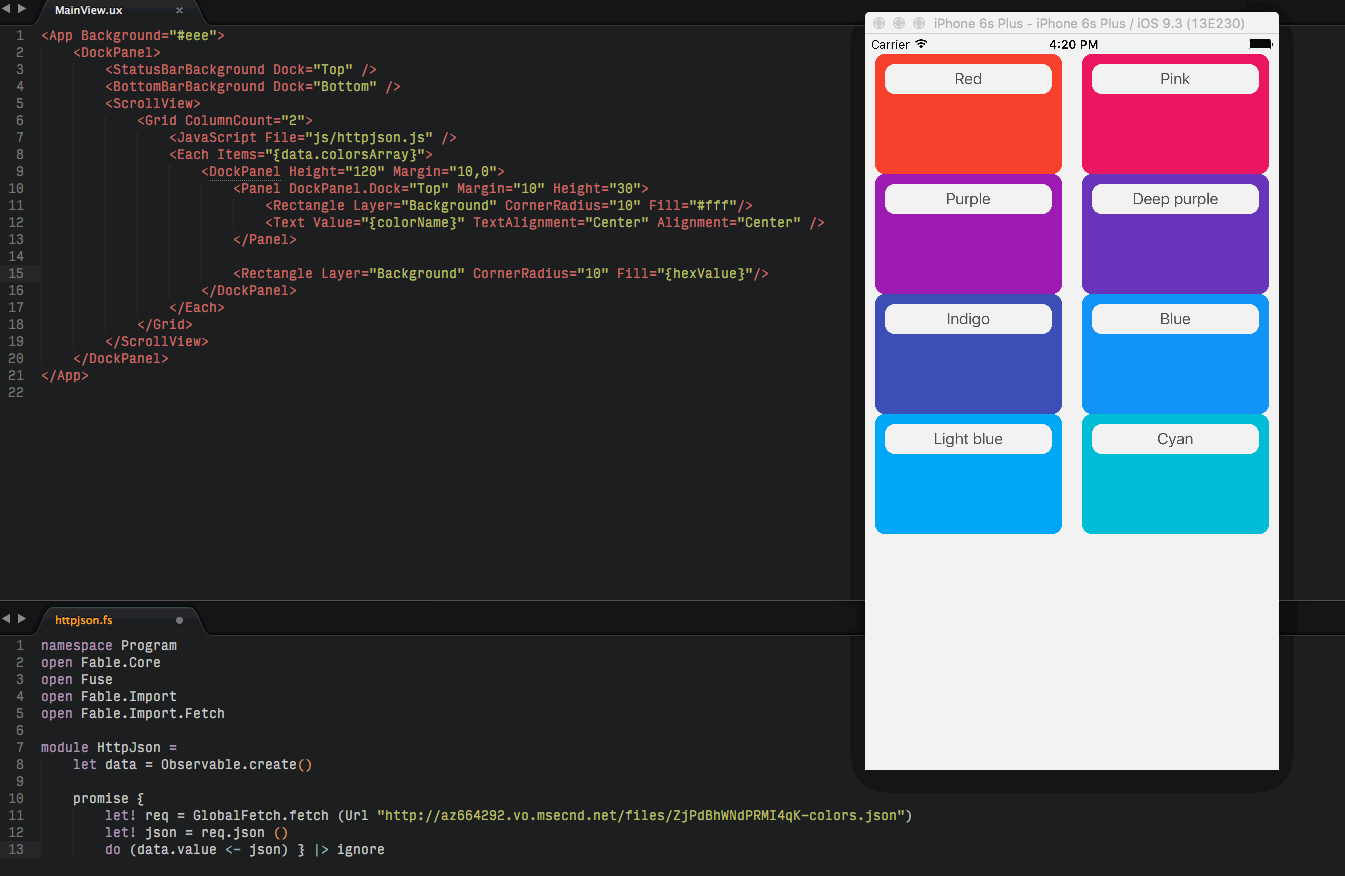 MainView.ux ×
1 <App Background="#eee">
2 <DockPanel>
3 <StatusBarBackground Dock="Top" />
4 <BottomBarBackground Dock="Bottom" />
5 <ScrollView>
6 <Grid ColumnCount="2">
7 <JavaScript File="js/httpjson.js" />
8 <Each Items="{data.colorsArray}">
9 <DockPanel Height="120" Margin="10,0">
10 <Panel DockPanel.Dock="Top" Margin="10" Height="30">
11 <Rectangle Layer="Background" CornerRadius="10" Fill="#fff"/>
12 <Text Value="{colorName}" TextAlignment="Center" Alignment="Center" />
13 </Panel>
14
15 <Rectangle Layer="Background" CornerRadius="10" Fill="{hexValue}"/>
16 </DockPanel>
17 </Each>
18 </Grid>
19 </ScrollView>
20 </DockPanel>
21 </App>
22
iPhone 6s Plus - iPhone 6s Plus / iOS 9.3 (13E230)
Carrier 4:20 PM
Red Pink
Purple Deep purple
Indigo Blue
Light blue Cyan
httpjson.fs
1 namespace Program
2 open Fable.Core
3 open Fuse
4 open Fable.Import
5 open Fable.Import.Fetch
6
7 module HttpJson =
8 let data = Observable.create()
9
10 promise {
11 let! req = GlobalFetch.fetch (Url "http://az664292.vo.msecnd.net/files/ZjPdBhWNdPRMI4qK-colors.json")
12 let! json = req.json ()
13 do (data.value <- json) } |> ignore